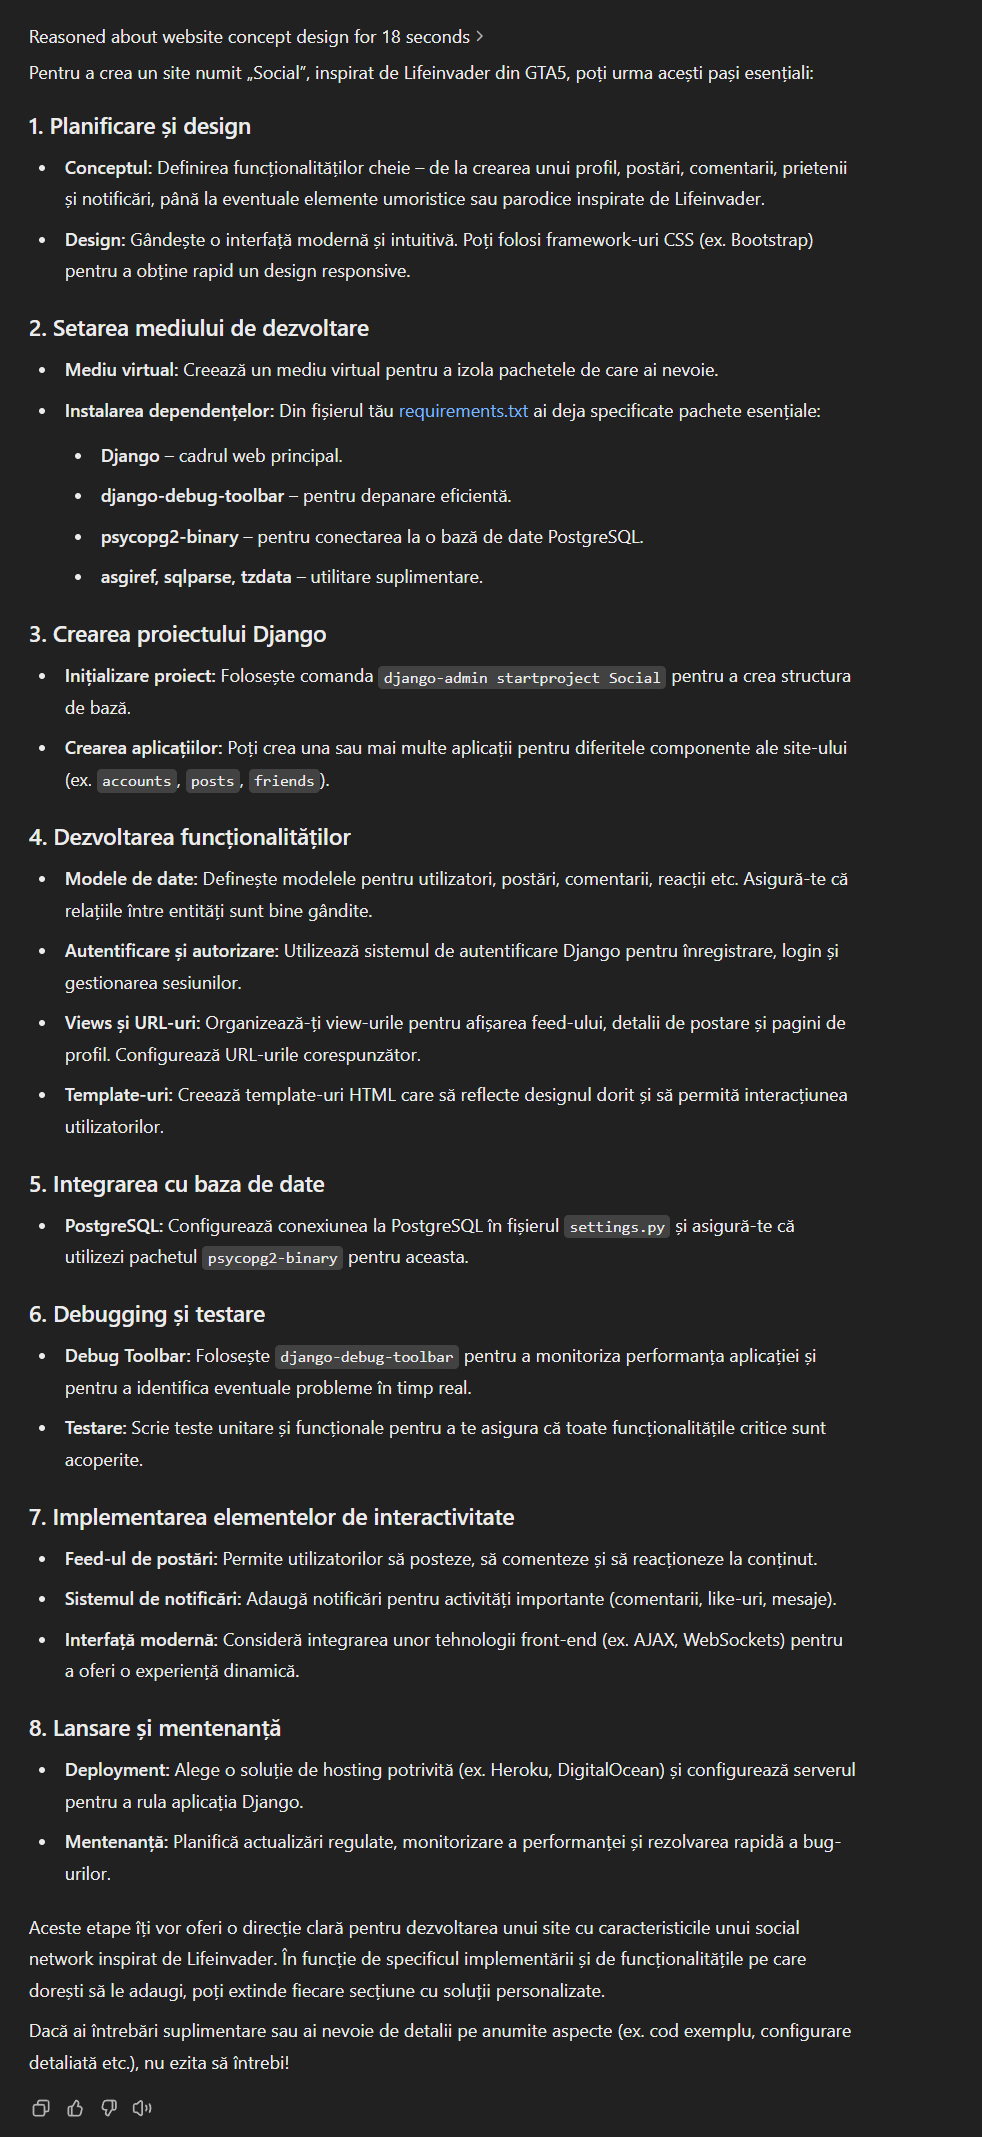 Reasoned about website concept design for 18 seconds >
Pentru a crea un site numit „Social”, inspirat de Lifeinvader din GTA5, poți urma acești pași esențiali:
1. Planificare și design
• Conceptul: Definirea funcționalităților cheie – de la crearea unui profil, postări, comentarii, prietenii
și notificări, până la eventuale elemente umoristice sau parodice inspirate de Lifeinvader.
• Design: Gândește o interfață modernă și intuitivă. Poți folosi framework-uri CSS (ex. Bootstrap)
pentru a obține rapid un design responsive.
2. Setarea mediului de dezvoltare
• Mediu virtual: Creează un mediu virtual pentru a izola pachetele de care ai nevoie.
• Instalarea dependențelor: Din fișierul tău requirements.txt ai deja specificate pachete esențiale:
• Django – cadrul web principal.
• django-debug-toolbar – pentru depanare eficientă.
• psycopg2-binary – pentru conectarea la o bază de date PostgreSQL.
• asgiref, sqlparse, tzdata – utilitare suplimentare.
3. Crearea proiectului Django
• Inițializare proiect: Folosește comanda django-admin startproject Social pentru a crea structura
de bază.
• Crearea aplicațiilor: Poți crea una sau mai multe aplicații pentru diferitele componente ale site-ului
(ex. accounts, posts, friends).
4. Dezvoltarea funcționalităților
• Modele de date: Definește modelele pentru utilizatori, postări, comentarii, reacții etc. Asigură-te că
relațiile între entități sunt bine gândite.
• Autentificare și autorizare: Utilizează sistemul de autentificare Django pentru înregistrare, login și
gestionarea sesiunilor.
• Views și URL-uri: Organizează-ți view-urile pentru afișarea feed-ului, detalii de postare și pagini de
profil. Configurează URL-urile corespunzător.
• Template-uri: Creează template-uri HTML care să reflecte designul dorit și să permită interacțiunea
utilizatorilor.
5. Integrarea cu baza de date
• PostgreSQL: Configurează conexiunea la PostgreSQL în fișierul settings.py și asigură-te că
utilizezi pachetul psycopg2-binary pentru aceasta.
6. Debugging și testare
• Debug Toolbar: Folosește django-debug-toolbar pentru a monitoriza performanța aplicației și
pentru a identifica eventuale probleme în timp real.
• Testare: Scrie teste unitare și funcționale pentru a te asigura că toate funcționalitățile critice sunt
acoperite.
7. Implementarea elementelor de interactivitate
• Feed-ul de postări: Permite utilizatorilor să posteze, să comenteze și să reacționeze la conținut.
• Sistemul de notificări: Adaugă notificări pentru activități importante (comentarii, like-uri, mesaje).
• Interfață modernă: Consideră integrarea unor tehnologii front-end (ex. AJAX, WebSockets) pentru
a oferi o experiență dinamică.
8. Lansare și mentenanță
• Deployment: Alege o soluție de hosting potrivită (ex. Heroku, DigitalOcean) și configurează serverul
pentru a rula aplicația Django.
• Mentenanță: Planifică actualizări regulate, monitorizare a performanței și rezolvarea rapidă a bug-
urilor.
Aceste etape îți vor oferi o direcție clară pentru dezvoltarea unui site cu caracteristicile unui social
network inspirat de Lifeinvader. În funcție de specificul implementării și de funcționalitățile pe care
dorești să le adaugi, poți extinde fiecare secțiune cu soluții personalizate.
Dacă ai întrebări suplimentare sau ai nevoie de detalii pe anumite aspecte (ex. cod exemplu, configurare
detaliată etc.), nu ezita să întrebi!